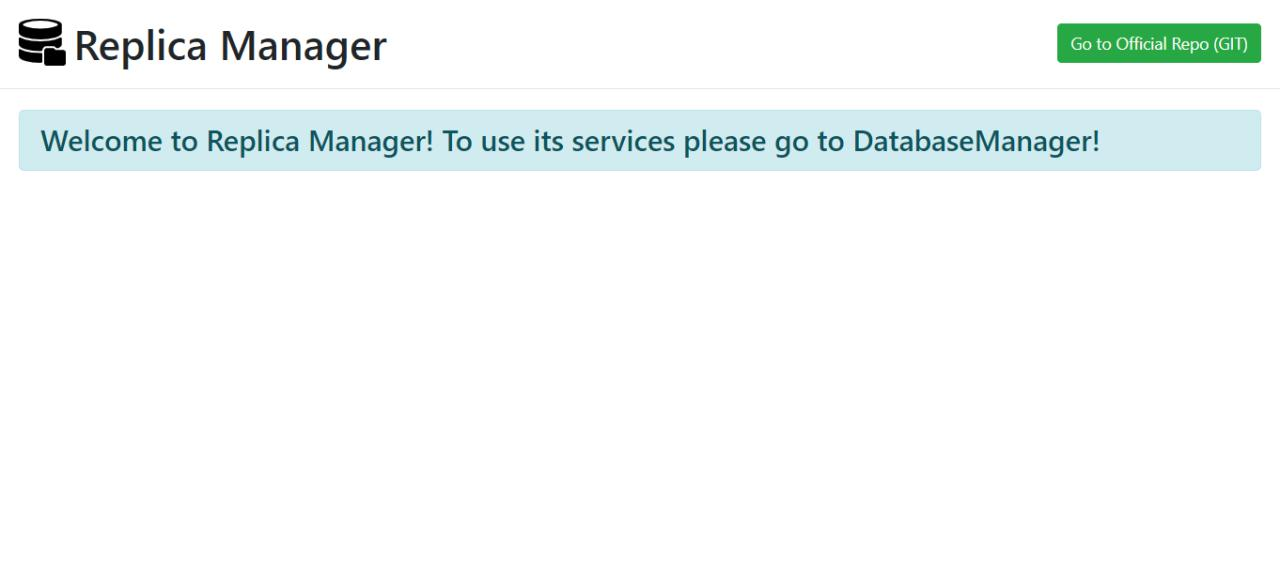 Replica Manager
Go to Official Repo (GIT)
Welcome to Replica Manager! To use its services please go to DatabaseManager!